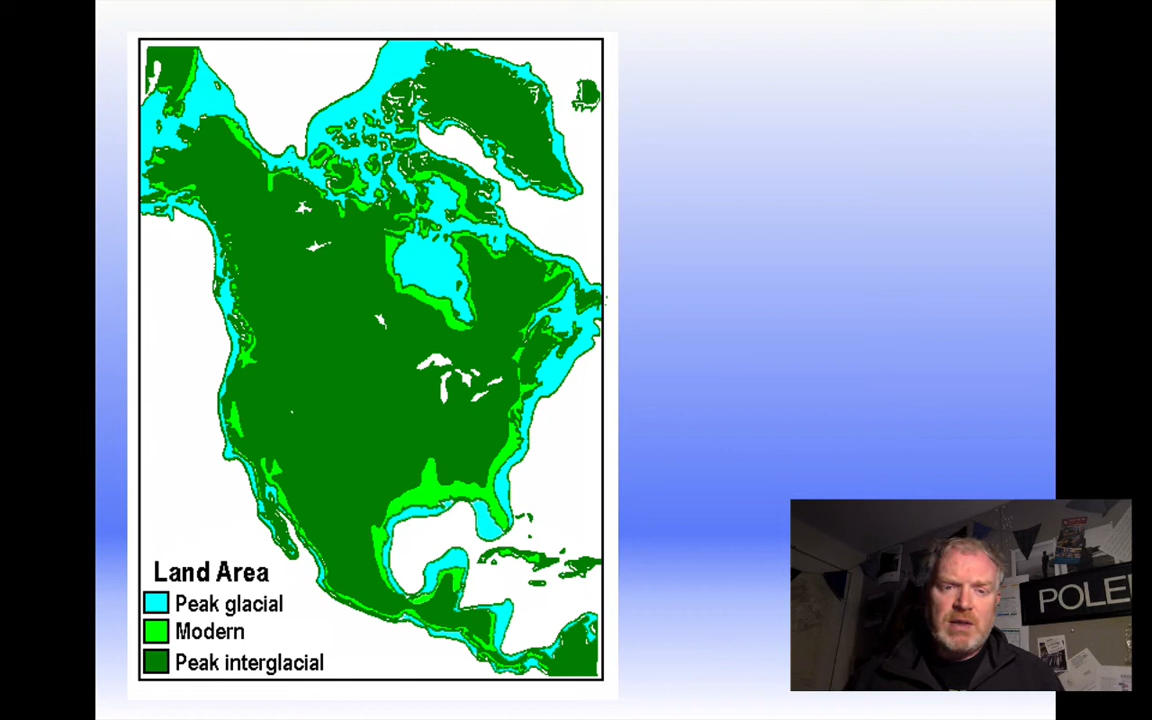 Land Area
Peak glacial
Modern
Peak interglacial
POLE